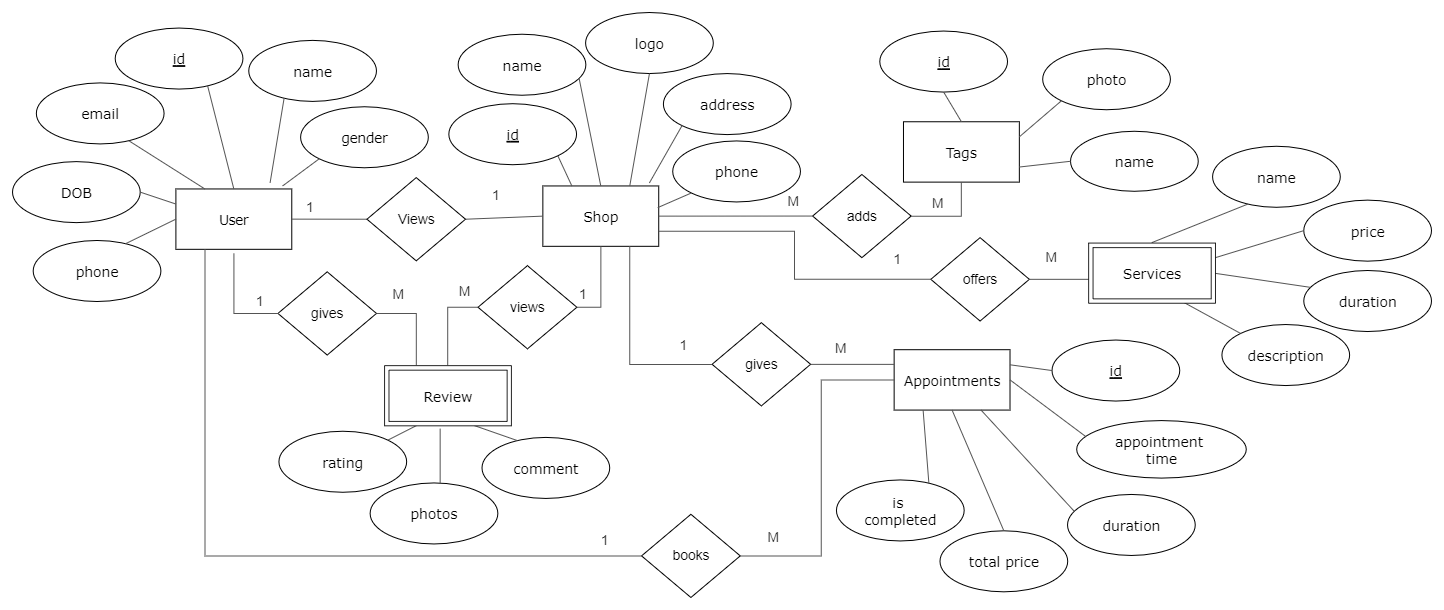 logo
id
name
name
id
photo
address
email
id
gender
Tags
name
phone
name
DOB
1
1
M
M
User
Views
Shop
adds
price
phone
1
M
offers
Services
duration
1
M
M
1
gives
views
1
M
description
gives
id
Appointments
Review
appointment
time
rating
comment
is
completed
photos
duration
1
M
books
total price